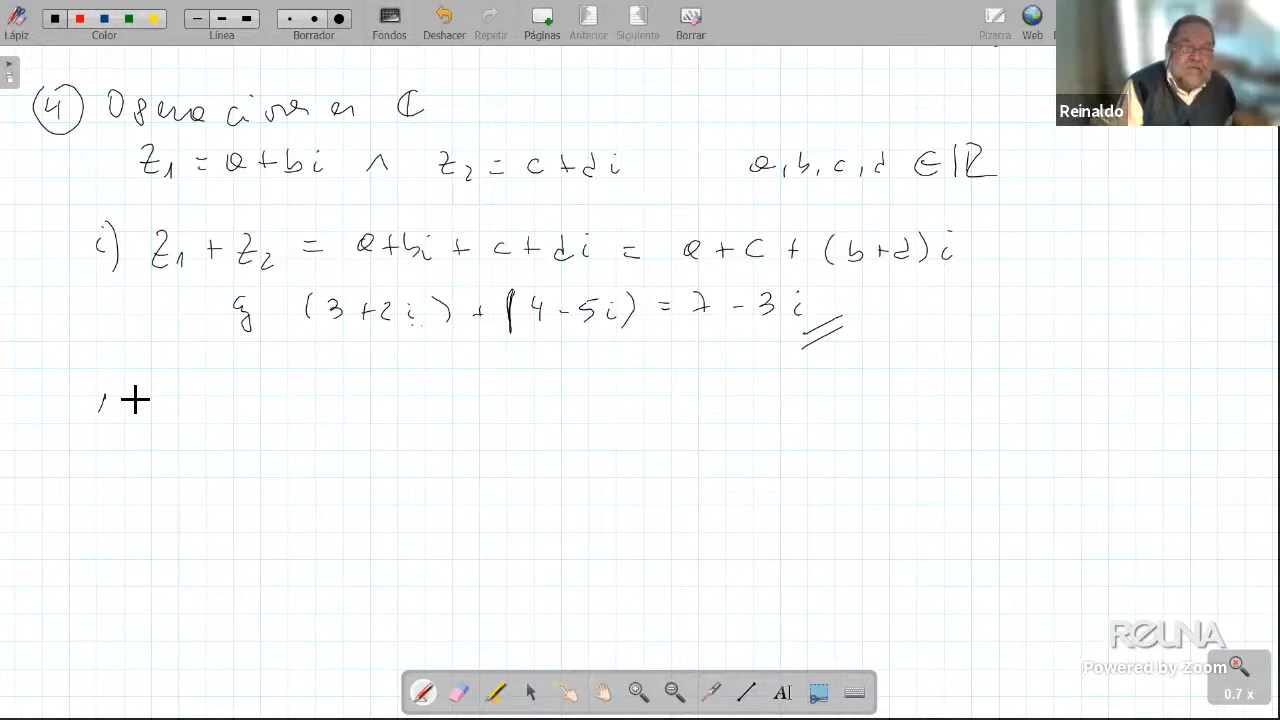 Lápiz Color Línea Borrador Fondos Deshacer Repetir Páginas Anterior Siguiente Borrar Pizarra Web
Reinaldo
(4) Operaciones en ℂ
z₁ = a + bi ∧ z₂ = c + di a, b, c, d ∈ ℝ
i) z₁ + z₂ = a + bi + c + di = a + c + (b + d) i
(3 + 2i) + (4 - 5i) = 7 - 3i
REUNA
Powered by Zoom
0.7 x